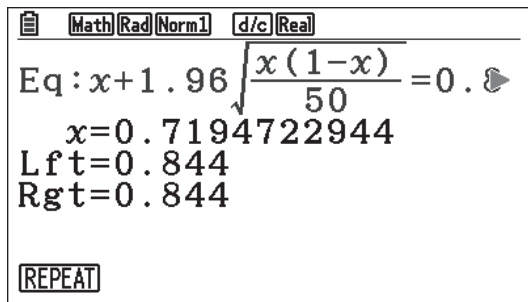 Math Rad Norm1 d/c Real
Eq:x+1.96√(x(1-x)/50)=0.8
x=0.7194722944
Lft=0.844
Rgt=0.844
REPEAT